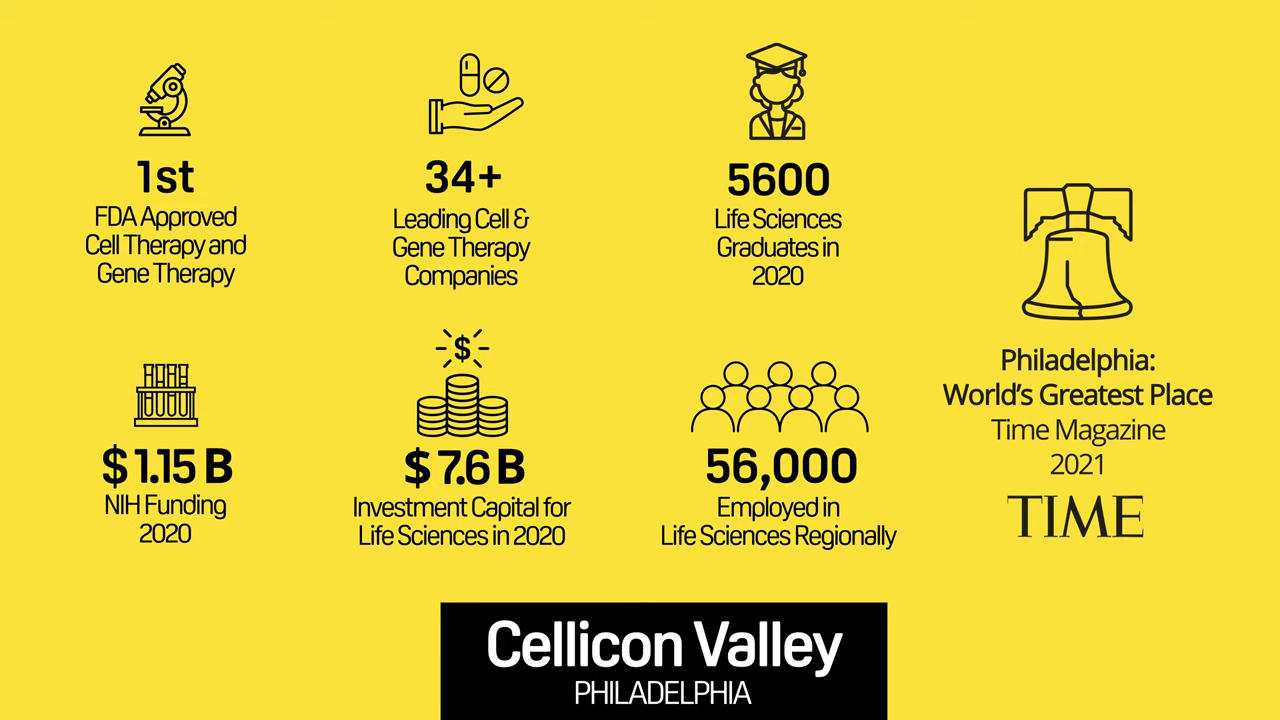 1st
FDA Approved
Cell Therapy and
Gene Therapy
34+
Leading Cell &
Gene Therapy
Companies
5600
Life Sciences
Graduates in
2020
$1.15 B
NIH Funding
2020
$
$7.6 B
Investment Capital for
Life Sciences in 2020
56,000
Employed in
Life Sciences Regionally
Philadelphia:
World's Greatest Place
Time Magazine
2021
TIME
Cellicon Valley
PHILADELPHIA